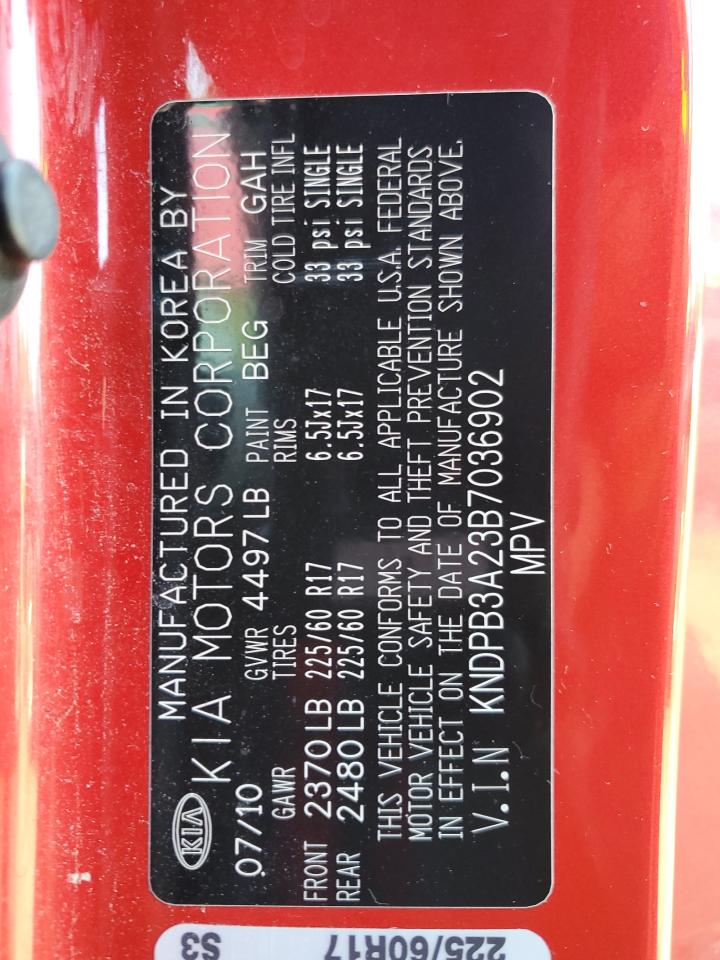 MANUFACTURED IN KOREA BY
KIA KIA MOTORS CORPORATION
07/10 GVWR 4497LB PAINT BEG TRIM GAH
GAWR TIRES RIMS COLD TIRE INFL
FRONT 2370LB 225/60 R17 6.5Jx17 33 psi SINGLE
REAR 2480LB 225/60 R17 6.5Jx17 33 psi SINGLE
THIS VEHICLE CONFORMS TO ALL APPLICABLE U.S.A. FEDERAL
MOTOR VEHICLE SAFETY AND THEFT PREVENTION STANDARDS
IN EFFECT ON THE DATE OF MANUFACTURE SHOWN ABOVE.
V.I.N KNDPB3A23B7036902
MPV
225/60R17
S3